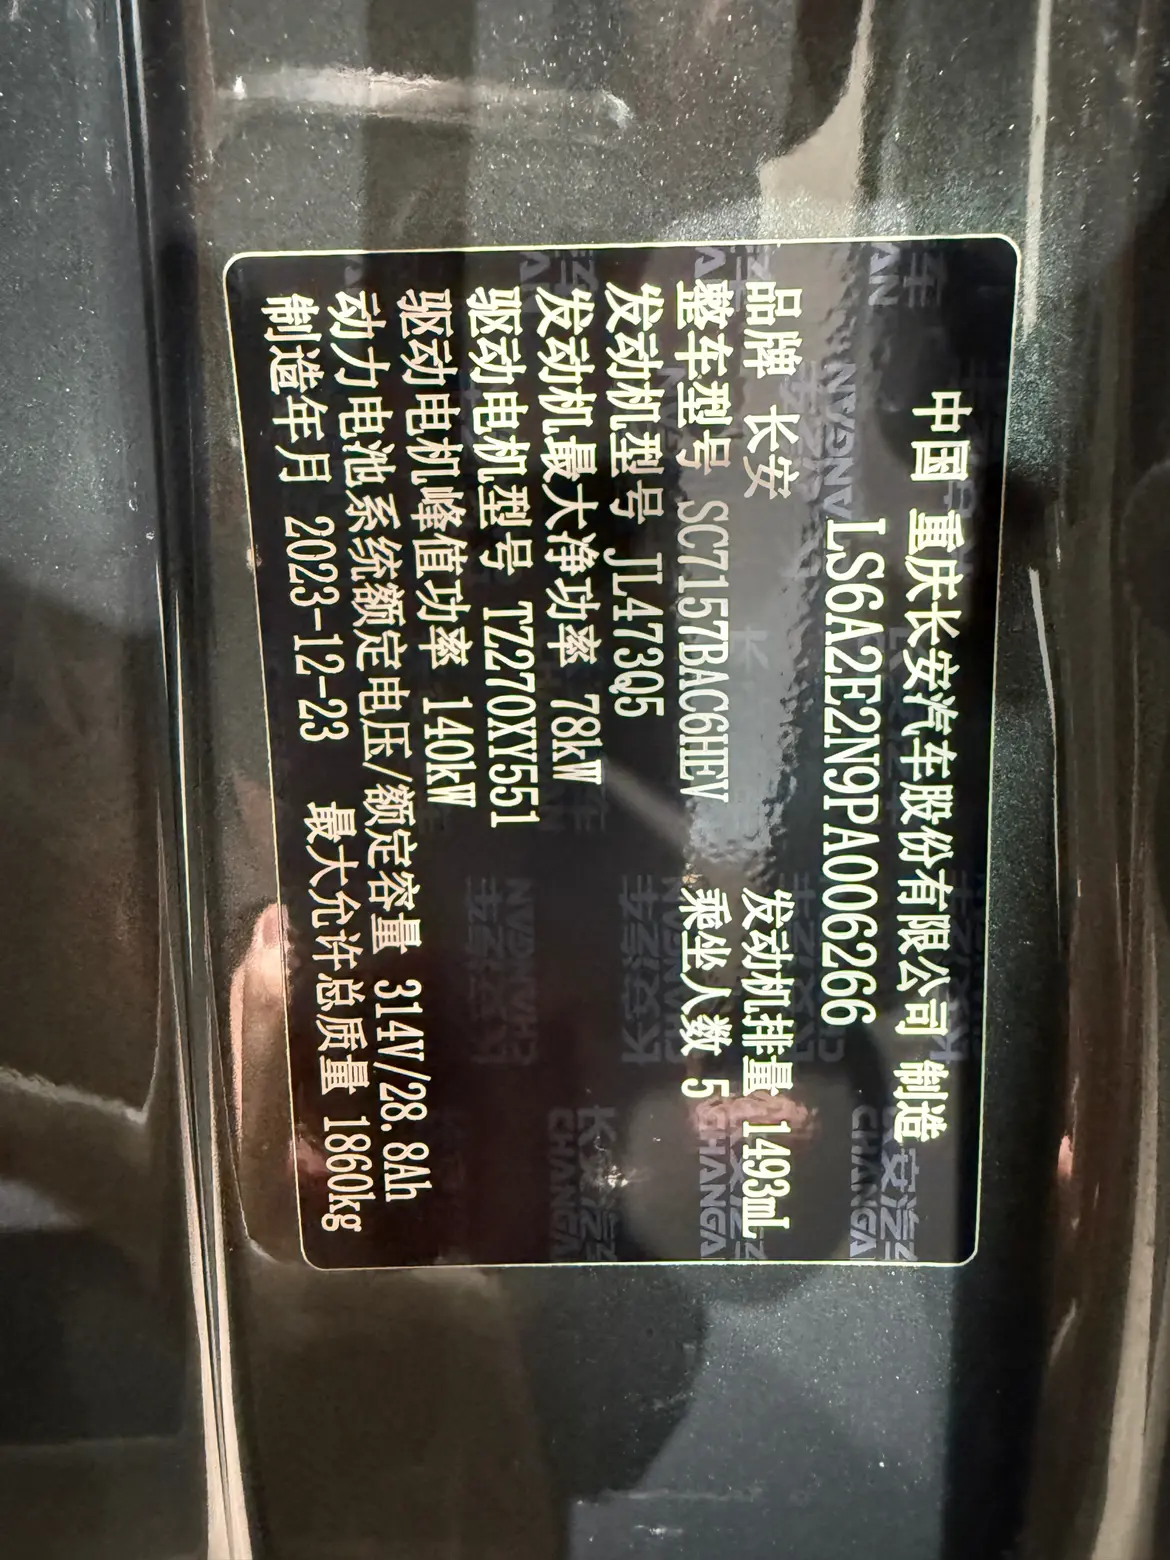 中国 重庆长安汽车股份有限公司 制造
LS6A2E2N9PA006266
品牌 长安 发动机排量 1493mL
整车型号 SC7157BAC6HEV 乘坐人数 5
发动机型号 JL473Q5
发动机最大净功率 78kW
驱动电机型号 TZ270XY551
驱动电机峰值功率 140kW
动力电池系统额定电压/额定容量 314V/28.8Ah
制造年月 2023-12-23 最大允许总质量 1860kg
长安汽车
CHANGAN